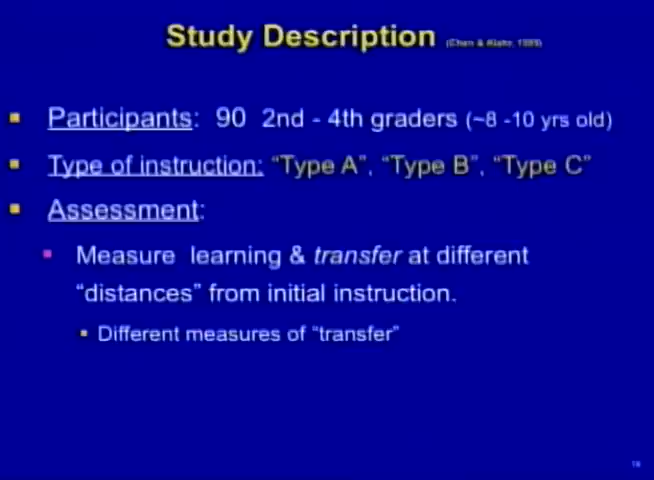 Study Description (Chen & Klahr, 1999)
Participants: 90 2nd - 4th graders (~8 -10 yrs old)
Type of instruction: “Type A”, “Type B”, “Type C”
Assessment:
Measure learning & transfer at different
“distances” from initial instruction.
Different measures of “transfer”